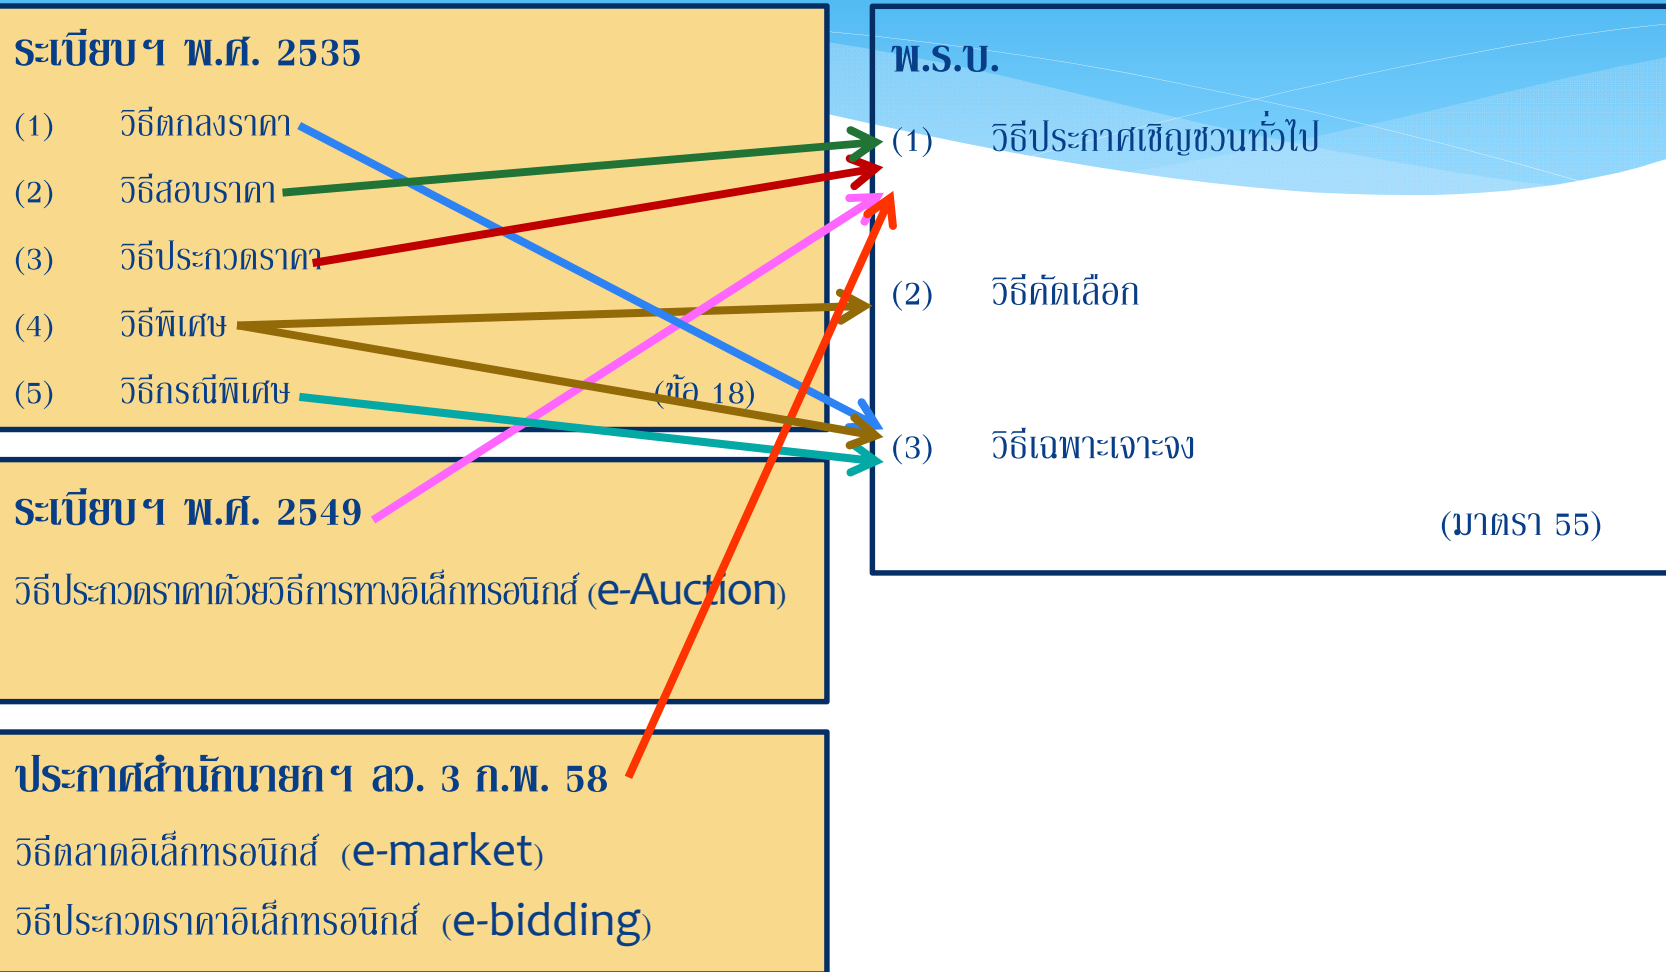 ระเบียบฯ พ.ศ. 2535
(1) วิธีตกลงราคา
(2) วิธีสอบราคา
(3) วิธีประกวดราคา
(4) วิธีพิเศษ
(5) วิธีกรณีพิเศษ (ข้อ 18)
ระเบียบฯ พ.ศ. 2549
วิธีประกวดราคาด้วยวิธีการทางอิเล็กทรอนิกส์ (e-Auction)
ประกาศสำนักนายกฯ ลว. 3 ก.พ. 58
วิธีตลาดอิเล็กทรอนิกส์ (e-market)
วิธีประกวดราคาอิเล็กทรอนิกส์ (e-bidding)
พ.ร.บ.
(1) วิธีประกาศเชิญชวนทั่วไป
(2) วิธีคัดเลือก
(3) วิธีเฉพาะเจาะจง
(มาตรา 55)